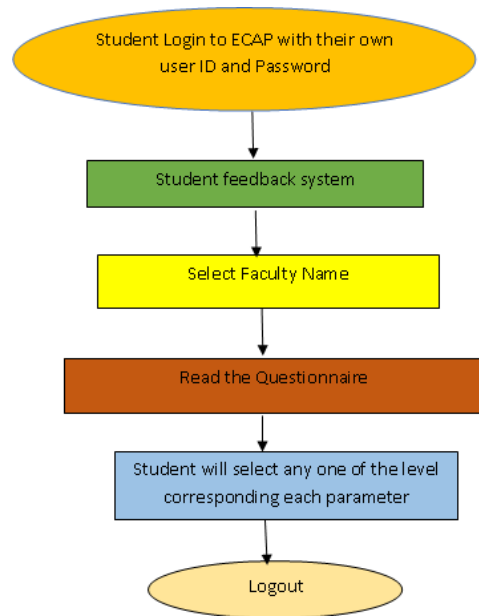 Student Login to ECAP with their own
user ID and Password
Student feedback system
Select Faculty Name
Read the Questionnaire
Student will select any one of the level
corresponding each parameter
Logout